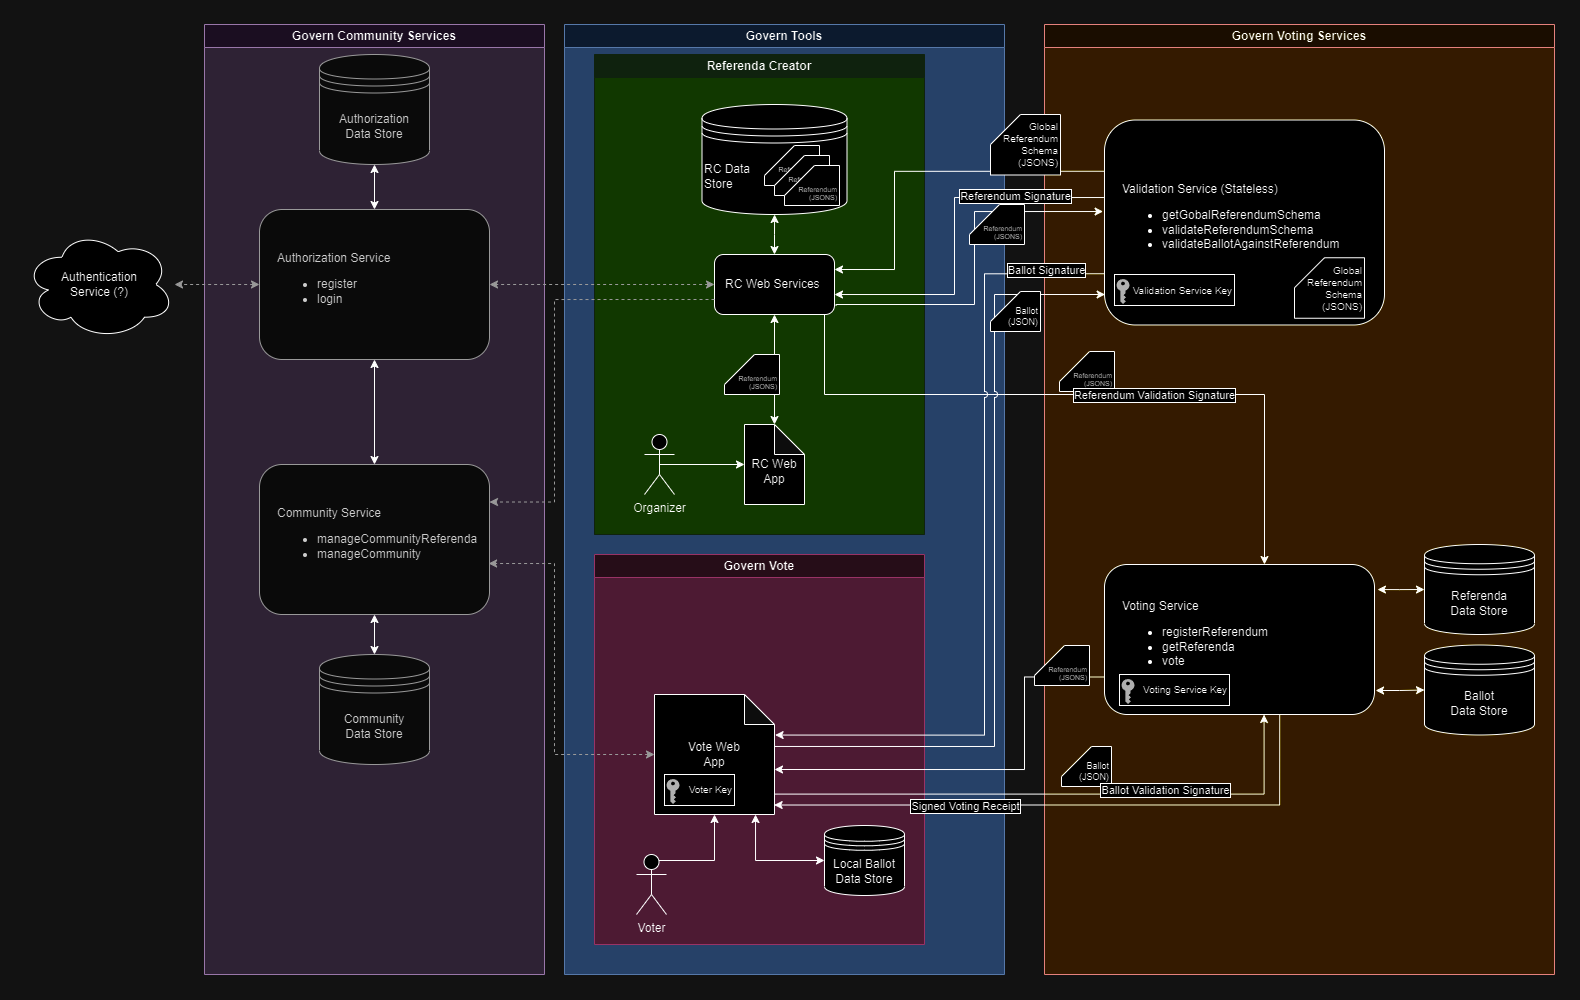 Govern Community Services
Authorization
Data Store
Authentication
Service (?)
Authorization Service
register
login
Community Service
manageCommunityReferenda
manageCommunity
Community
Data Store
Govern Tools
Referenda Creator
RC Data
Store
Ref
Ref
Referendum
(JSONS)
RC Web Services
Referendum
(JSONS)
RC Web
App
Organizer
Govern Vote
Vote Web
App
Voter Key
Voter
Local Ballot
Data Store
Govern Voting Services
Global
Referendum
Schema
(JSONS)
Referendum Signature
Referendum
(JSONS)
Ballot Signature
Ballot
(JSON)
Validation Service (Stateless)
getGobalReferendumSchema
validateReferendumSchema
validateBallotAgainstReferendum
Validation Service Key
Global
Referendum
Schema
(JSONS)
Referendum
(JSONS)
Referendum Validation Signature
Voting Service
registerReferendum
getReferenda
vote
Voting Service Key
Referenda
Data Store
Ballot
Data Store
Referendum
(JSONS)
Ballot
(JSON)
Ballot Validation Signature
Signed Voting Receipt